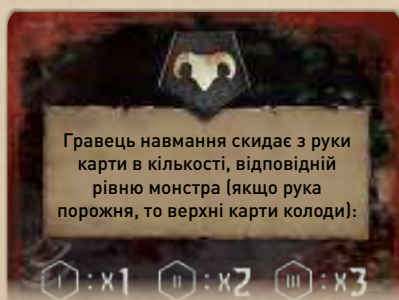 Гравець навмання скидає з руки
карти в кількості, відповідній
рівню монстра (якщо рука
порожня, то верхні карти колоди):
I : x1 II : x2 III : x3